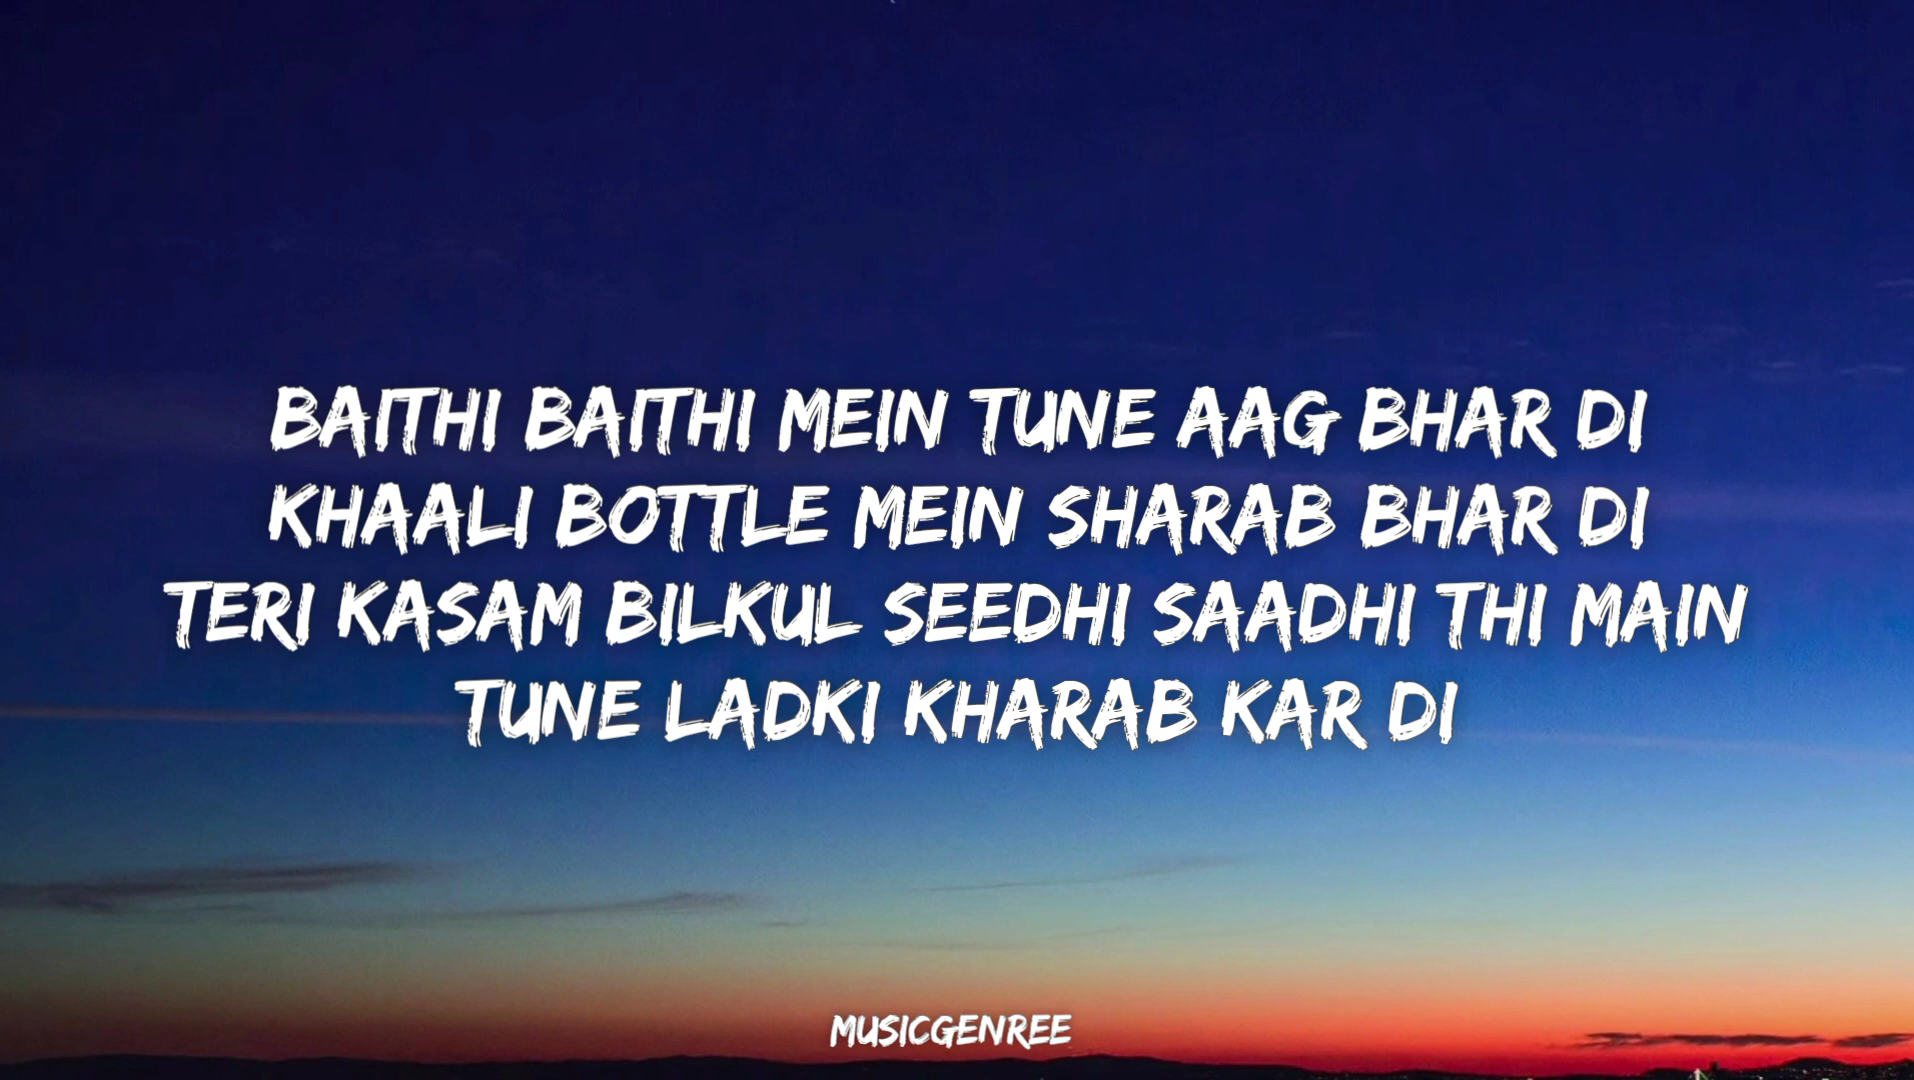 BAITHI BAITHI MEIN TUNE AAG BHAR DI
KHAALI BOTTLE MEIN SHARAB BHAR DI
TERI KASAM BILKUL SEEDHI SAADHI THI MAIN
TUNE LADKI KHARAB KAR DI
MUSICGENREE